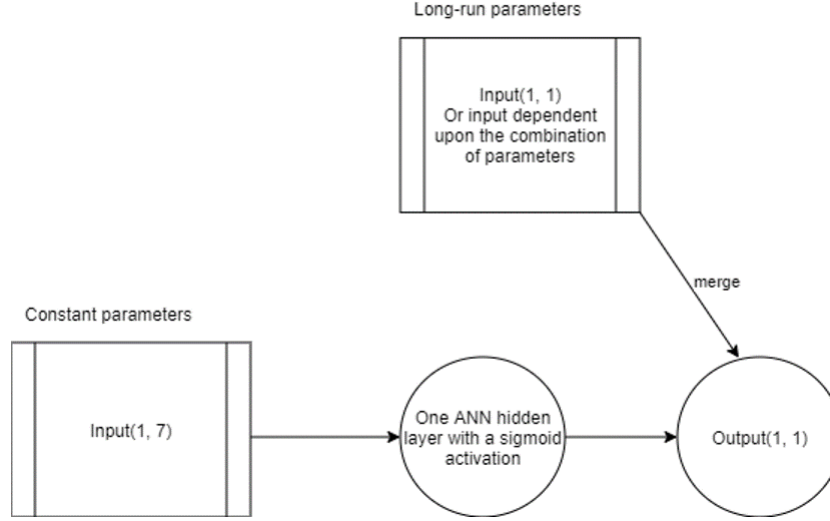 Long-run parameters
Input(1, 1)
Or input dependent
upon the combination
of parameters
merge
Constant parameters
Input(1, 7)
One ANN hidden
layer with a sigmoid
activation
Output(1, 1)